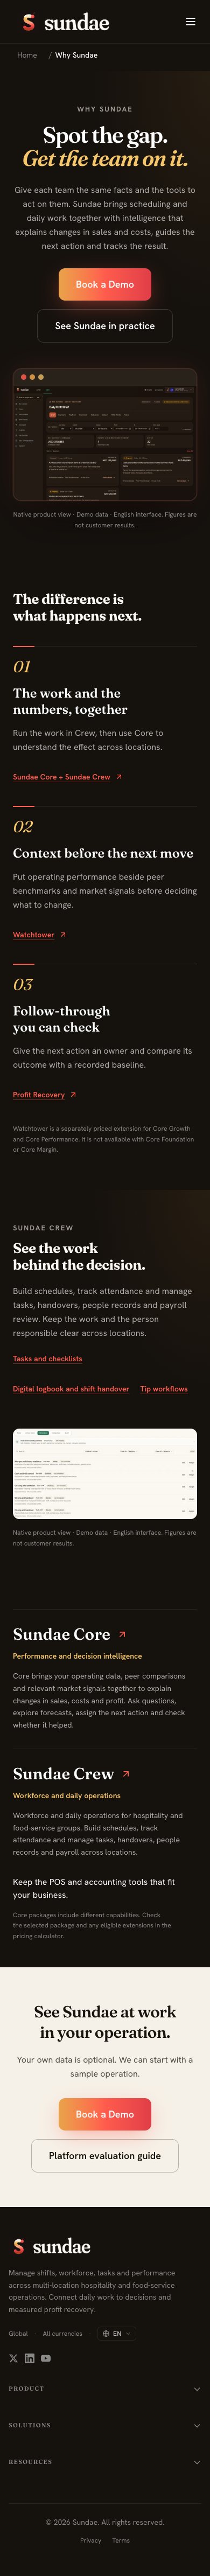 sundae
Home / Why Sundae
WHY SUNDAE
Spot the gap.
Get the team on it.
Give each team the same facts and the tools to
act on them. Sundae brings scheduling and
daily work together with intelligence that
explains changes in sales and costs, guides the
next action and tracks the result.
Book a Demo
See Sundae in practice
Native product view · Demo data · English interface. Figures are
not customer results.
The difference is
what happens next.
01
The work and the
numbers, together
Run the work in Crew, then use Core to
understand the effect across locations.
Sundae Core + Sundae Crew
02
Context before the next move
Put operating performance beside peer
benchmarks and market signals before deciding
what to change.
Watchtower
03
Follow-through
you can check
Give the next action an owner and compare its
outcome with a recorded baseline.
Profit Recovery
Watchtower is a separately priced extension for Core Growth
and Core Performance. It is not available with Core Foundation
or Core Margin.
SUNDAE CREW
See the work
behind the decision.
Build schedules, track attendance and manage
tasks, handovers, people records and payroll
review. Keep the work and the person
responsible clear across locations.
Tasks and checklists
Digital logbook and shift handover Tip workflows
Native product view · Demo data · English interface. Figures are
not customer results.
Sundae Core
Performance and decision intelligence
Core brings your operating data, peer comparisons
and relevant market signals together to explain
changes in sales, costs and profit. Ask questions,
explore forecasts, assign the next action and check
whether it helped.
Sundae Crew
Workforce and daily operations
Workforce and daily operations for hospitality and
food-service groups. Build schedules, track
attendance and manage tasks, handovers, people
records and payroll across locations.
Keep the POS and accounting tools that fit
your business.
Core packages include different capabilities. Check
the selected package and any eligible extensions in the
pricing calculator.
See Sundae at work
in your operation.
Your own data is optional. We can start with a
sample operation.
Book a Demo
Platform evaluation guide
sundae
Manage shifts, workforce, tasks and performance
across multi-location hospitality and food-service
operations. Connect daily work to decisions and
measured profit recovery.
Global · All currencies EN
PRODUCT
SOLUTIONS
RESOURCES
© 2026 Sundae. All rights reserved.
Privacy Terms